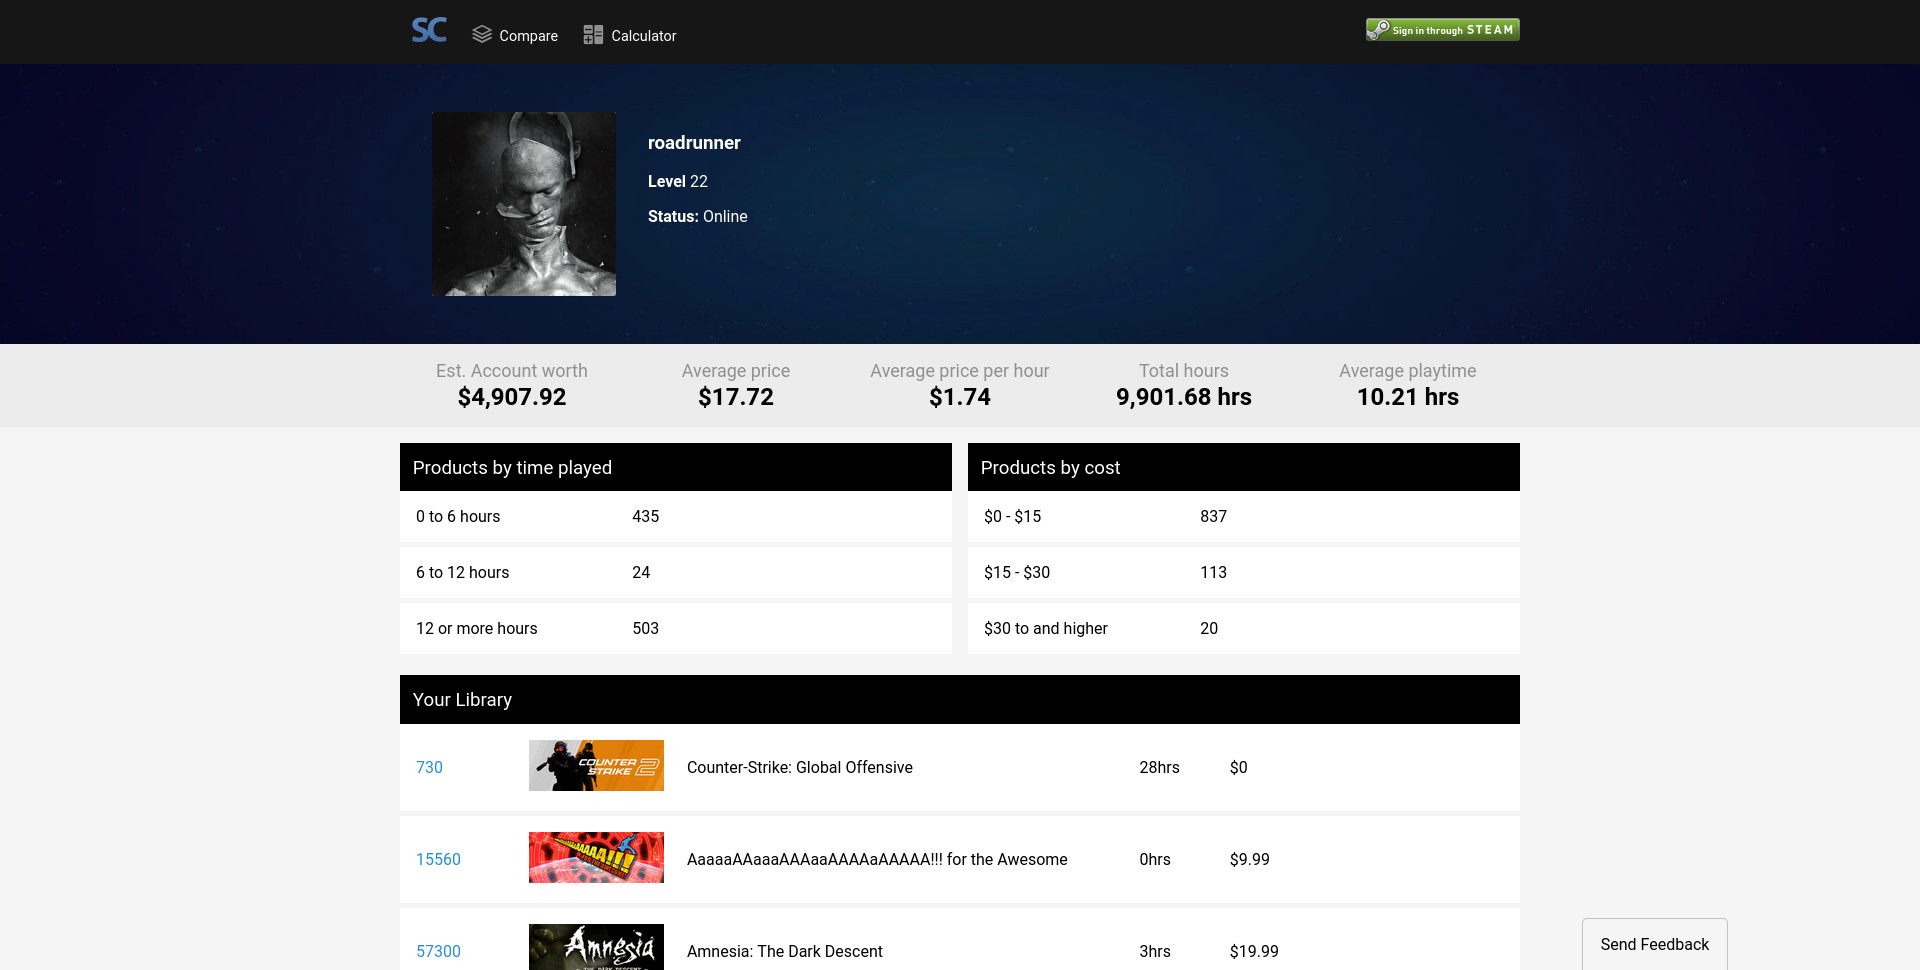 SC
Compare
Calculator
Sign in through STEAM
roadrunner
Level 22
Status: Online
Est. Account worth
$4,907.92
Average price
$17.72
Average price per hour
$1.74
Total hours
9,901.68 hrs
Average playtime
10.21 hrs
Products by time played
0 to 6 hours 435
6 to 12 hours 24
12 or more hours 503
Products by cost
$0 - $15 837
$15 - $30 113
$30 to and higher 20
Your Library
730
COUNTER
STRIKE 2
Counter-Strike: Global Offensive 28hrs $0
15560
AaaaaAAaaaAAAaaAAAAaAAAAA!!! for the Awesome 0hrs $9.99
57300
Amnesia
THE DARK DESCENT
Amnesia: The Dark Descent 3hrs $19.99
Send Feedback